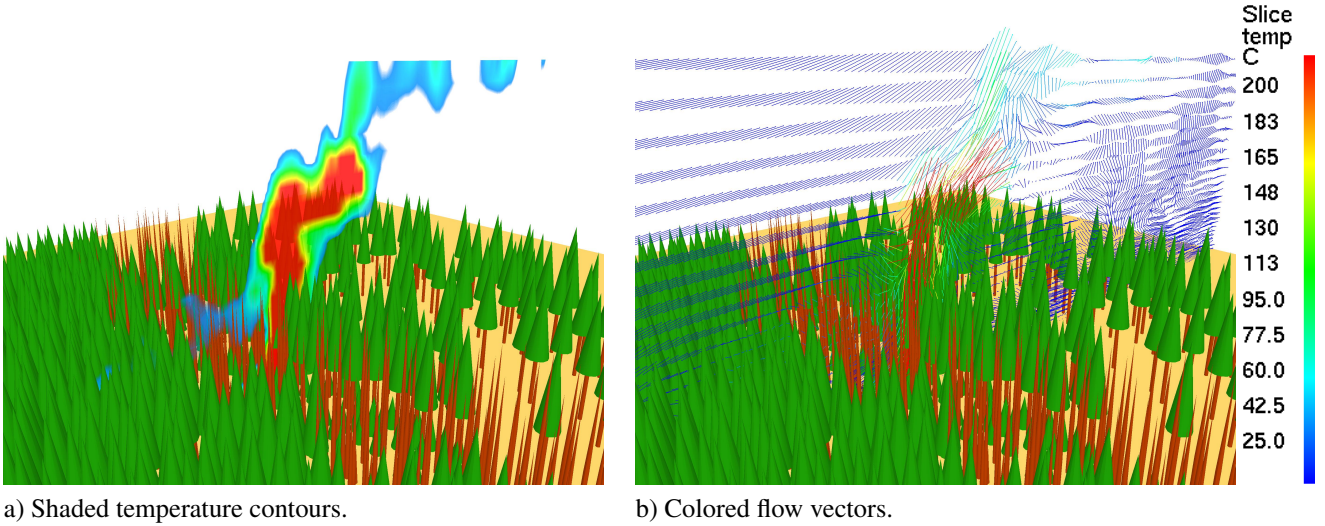 Slice
temp
C
200
183
165
148
130
113
95.0
77.5
60.0
42.5
25.0
a) Shaded temperature contours.
b) Colored flow vectors.